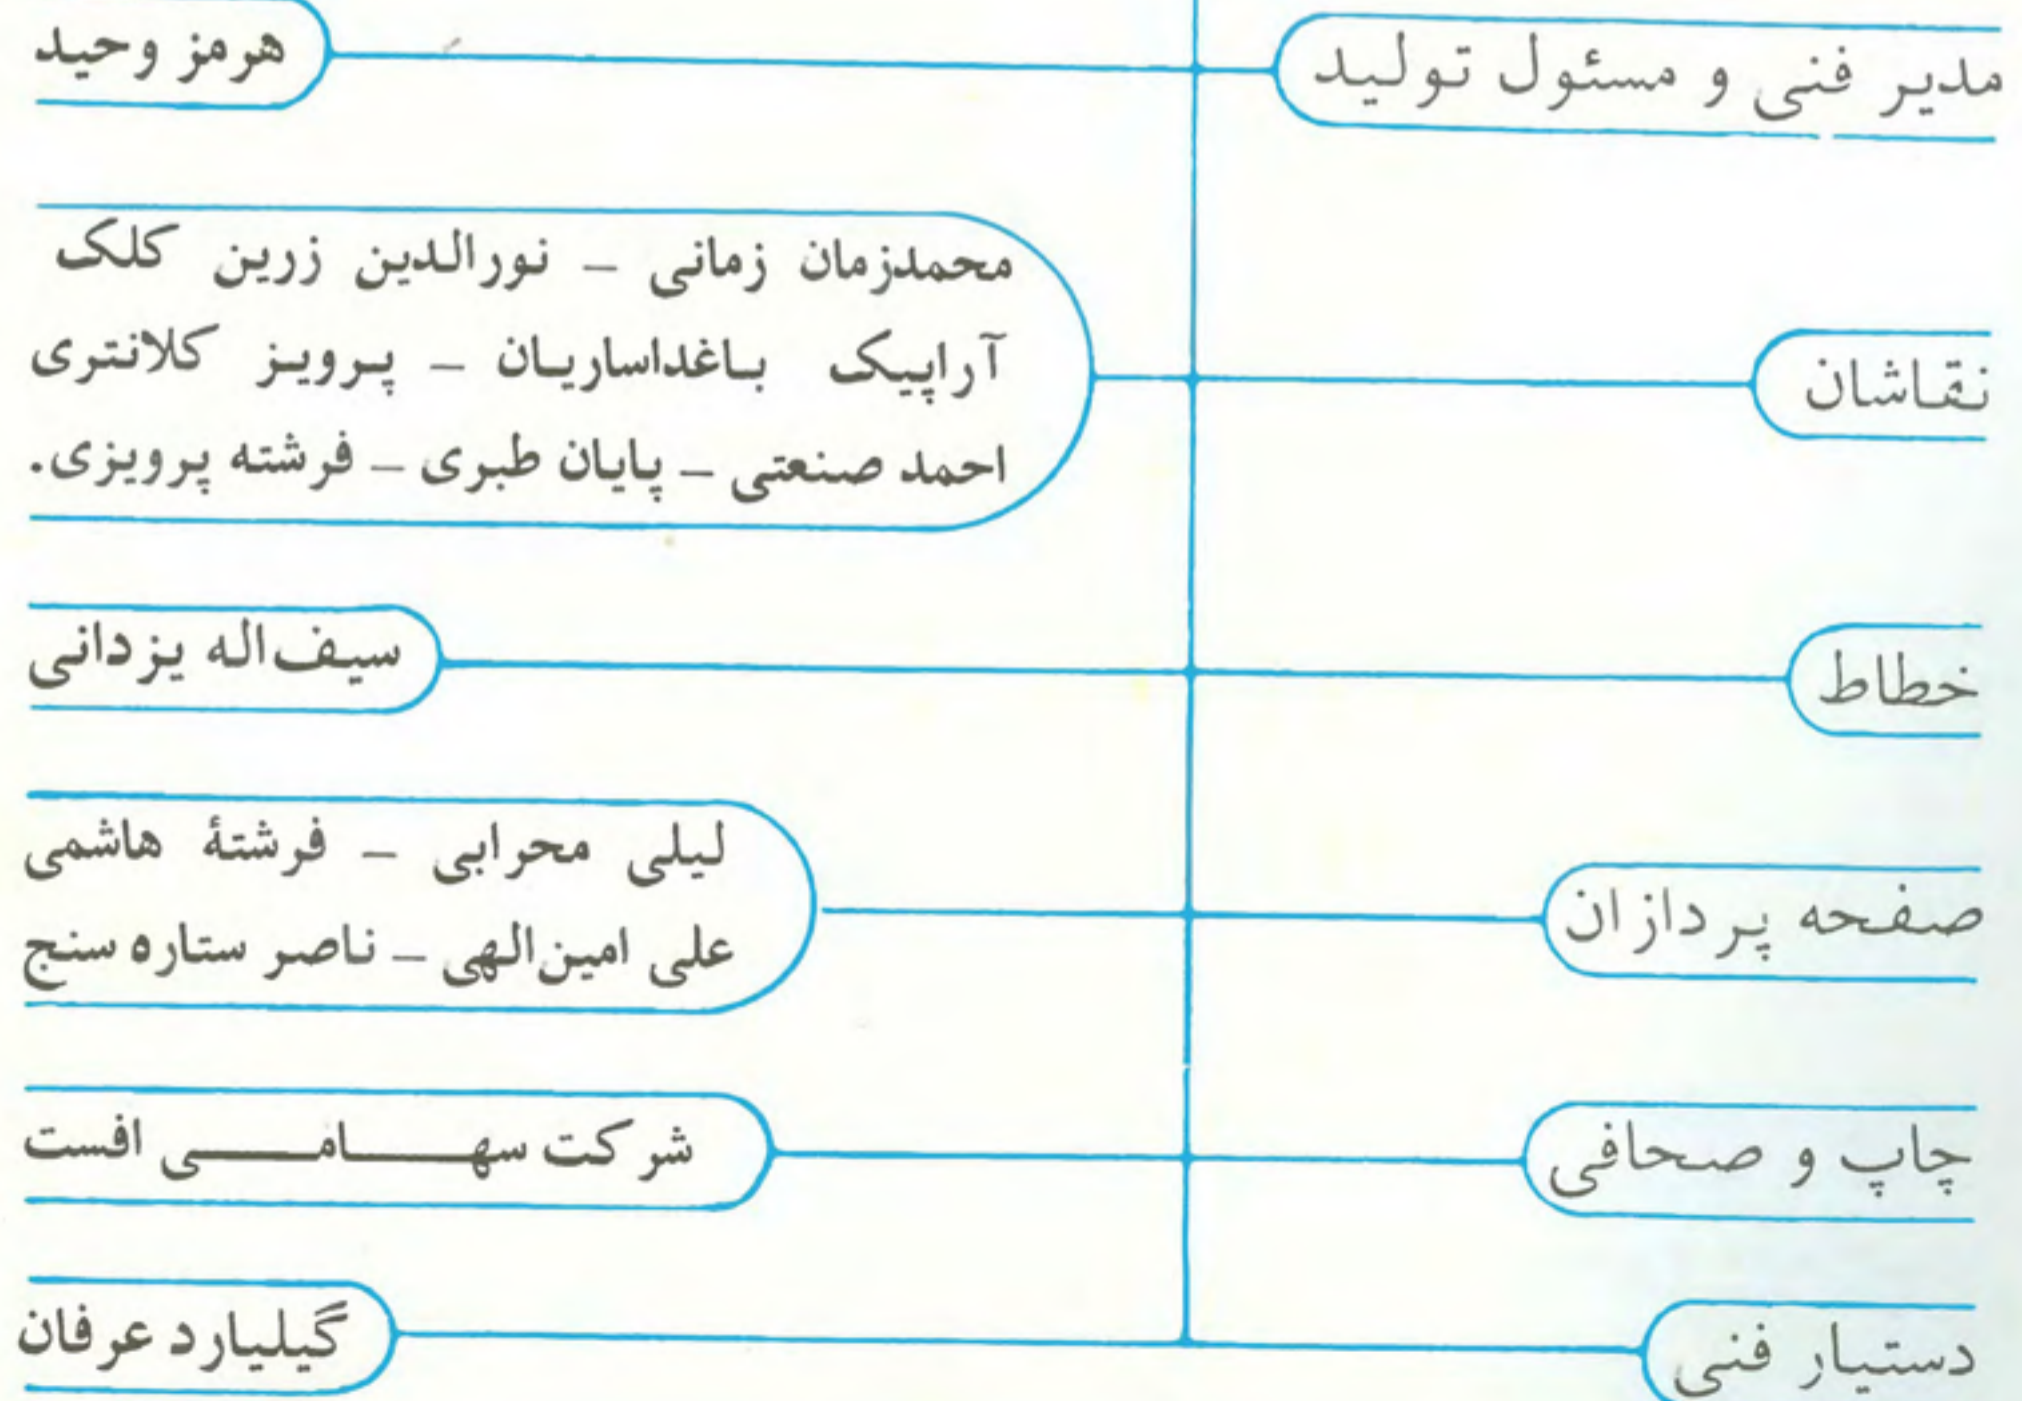 مدیر فنی و مسئول تولید
هرمز وحید
نقاشان
محمدزمان زمانی – نورالدین زرین کلک
آراپیک باغداساریان – پرویز کلانتری
احمد صنعتی – پایان طبری – فرشته پرویزی.
خطاط
سیف‌اله یزدانی
صفحه پردازان
لیلی محرابی – فرشتهٔ هاشمی
علی امین‌الهی – ناصر ستاره سنج
چاپ و صحافی
شرکت سهـــامـــی افست
دستیار فنی
گیلیارد عرفان